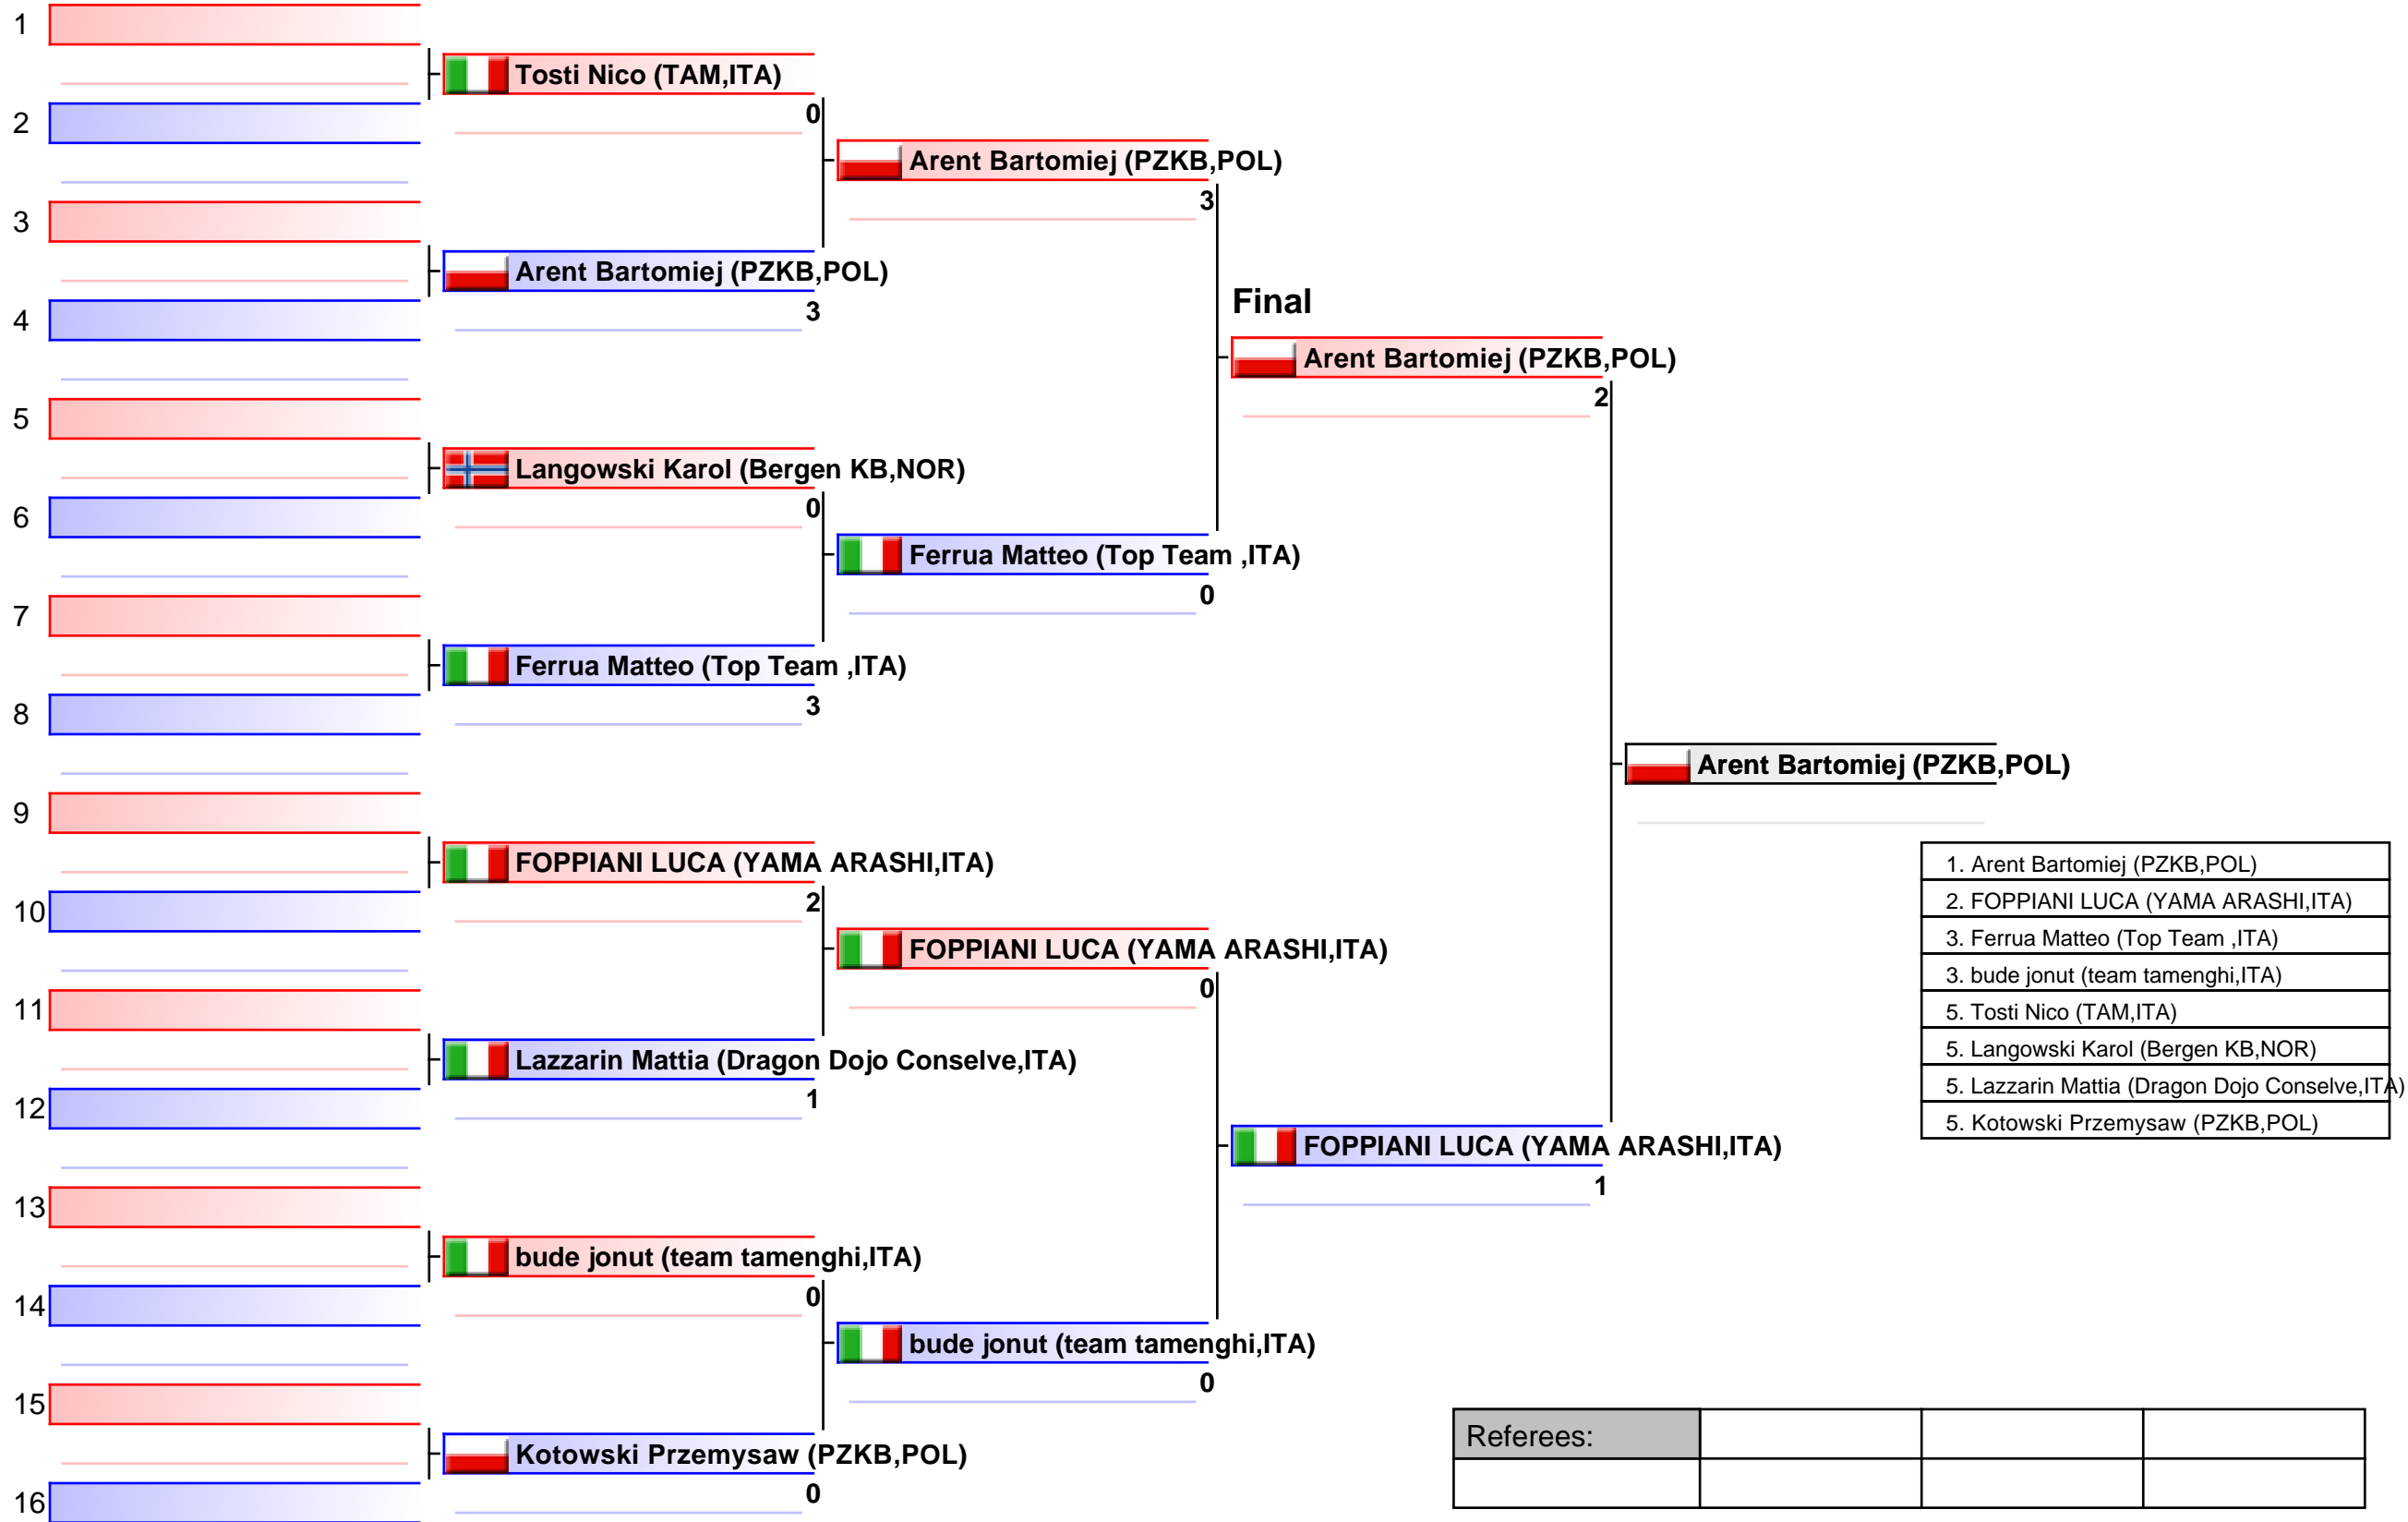 1
Tosti Nico (TAM,ITA)
0
2
Arent Bartomiej (PZKB,POL)
3
3
Arent Bartomiej (PZKB,POL)
3
4
Final
Arent Bartomiej (PZKB,POL)
2
5
Langowski Karol (Bergen KB,NOR)
0
6
Ferrua Matteo (Top Team ,ITA)
0
7
Ferrua Matteo (Top Team ,ITA)
3
8
Arent Bartomiej (PZKB,POL)
9
FOPPIANI LUCA (YAMA ARASHI,ITA)
2
10
FOPPIANI LUCA (YAMA ARASHI,ITA)
0
11
Lazzarin Mattia (Dragon Dojo Conselve,ITA)
1
12
FOPPIANI LUCA (YAMA ARASHI,ITA)
1
13
bude jonut (team tamenghi,ITA)
0
14
bude jonut (team tamenghi,ITA)
0
15
Kotowski Przemysaw (PZKB,POL)
0
16
1. Arent Bartomiej (PZKB,POL)
2. FOPPIANI LUCA (YAMA ARASHI,ITA)
3. Ferrua Matteo (Top Team ,ITA)
3. bude jonut (team tamenghi,ITA)
5. Tosti Nico (TAM,ITA)
5. Langowski Karol (Bergen KB,NOR)
5. Lazzarin Mattia (Dragon Dojo Conselve,ITA)
5. Kotowski Przemysaw (PZKB,POL)
Referees: